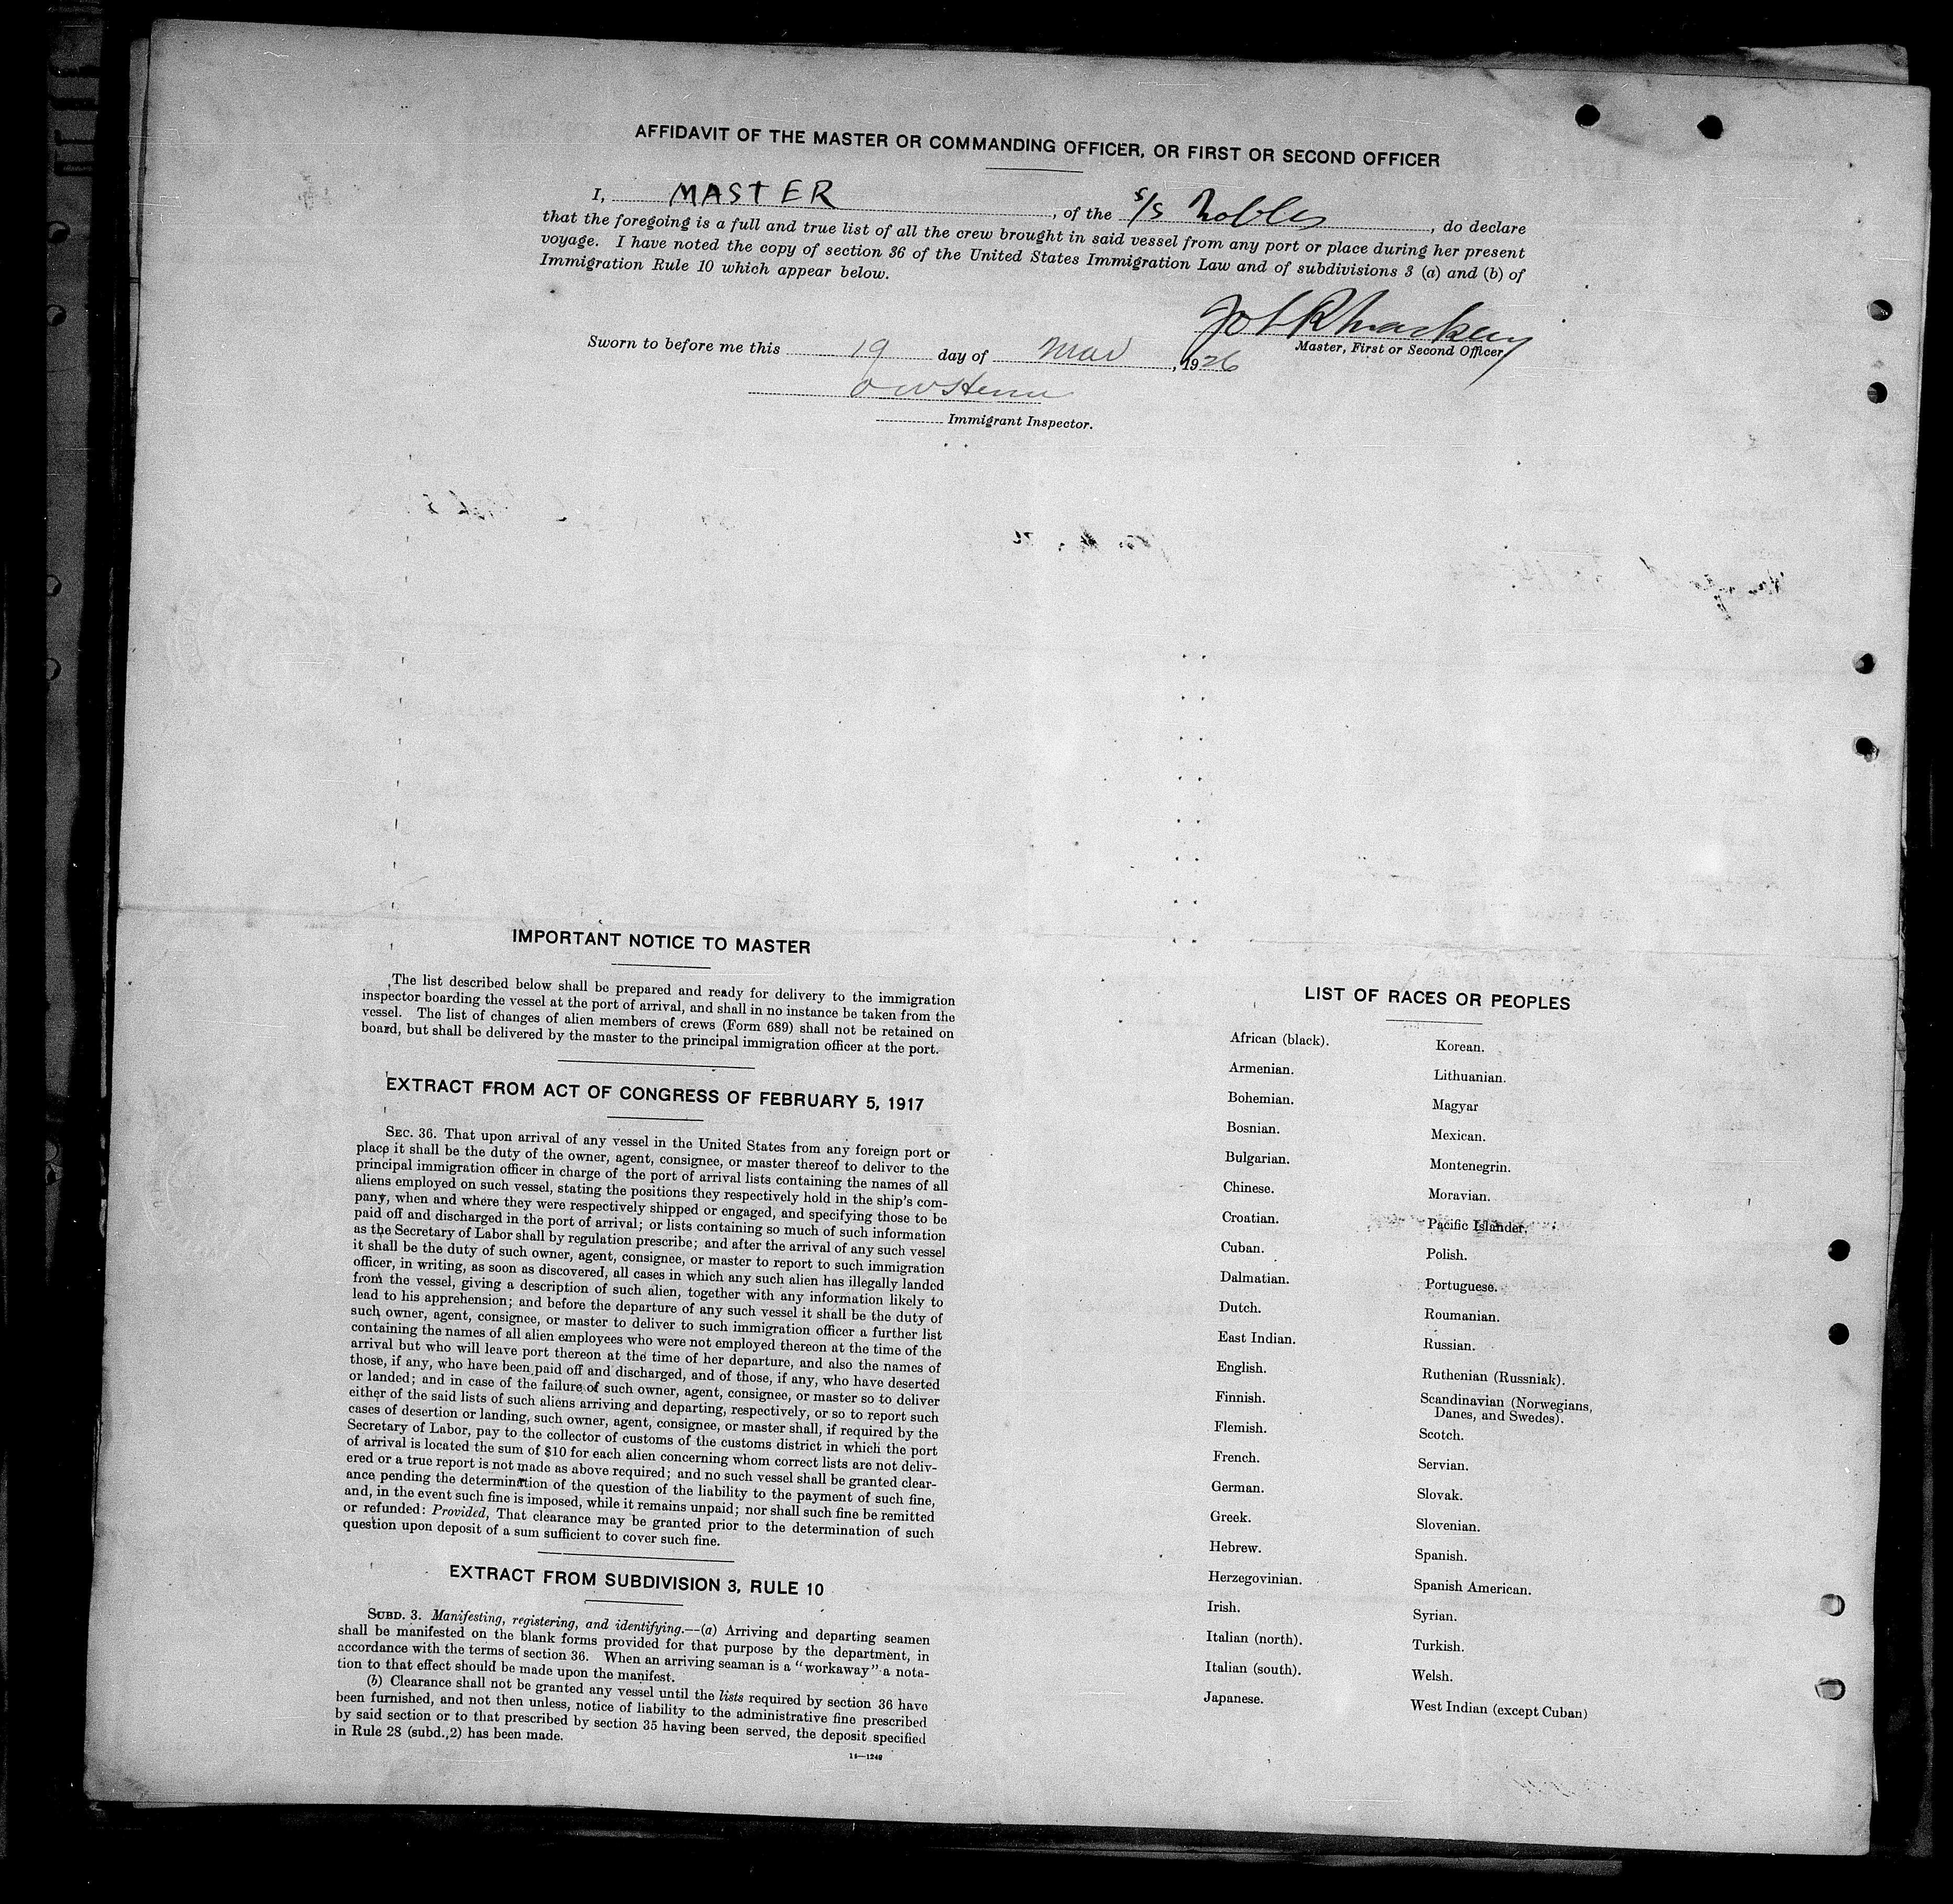 AFFIDAVIT OF THE MASTER OR COMMANDING OFFICER, OR FIRST OR SECOND OFFICER
I, MASTER, of the S/S, do declare
that the foregoing is a full and true list of all the crew brought in said vessel from any port or place during her present
voyage. I have noted the copy of section 36 of the United States Immigration Law and of subdivisions 3 (a) and (b) of
Immigration Rule 10 which appear below.
Master, First or Second Officer
Sworn to before me this 19 day of Mar, 1926
Immigrant Inspector.
IMPORTANT NOTICE TO MASTER
The list described below shall be prepared and ready for delivery to the immigration
inspector boarding the vessel at the port of arrival, and shall in no instance be taken from the
vessel. The list of changes of alien members of crews (Form 689) shall not be retained on
board, but shall be delivered by the master to the principal immigration officer at the port.
EXTRACT FROM ACT OF CONGRESS OF FEBRUARY 5, 1917
SEC. 36. That upon arrival of any vessel in the United States from any foreign port or
place it shall be the duty of the owner, agent, consignee, or master thereof to deliver to the
principal immigration officer in charge of the port of arrival lists containing the names of all
aliens employed on such vessel, stating the positions they respectively hold in the ship's com-
pany, when and where they were respectively shipped or engaged, and specifying those to be
paid off and discharged in the port of arrival; or lists containing so much of such information
as the Secretary of Labor shall by regulation prescribe; and after the arrival of any such vessel
it shall be the duty of such owner, agent, consignee, or master to report to such immigration
officer, in writing, as soon as discovered, all cases in which any such alien has illegally landed
from the vessel, giving a description of such alien, together with any information likely to
lead to his apprehension; and before the departure of any such vessel it shall be the duty of
such owner, agent, consignee, or master to deliver to such immigration officer a further list
containing the names of all alien employees who were not employed thereon at the time of the
arrival but who will leave port thereon at the time of her departure, and also the names of
those, if any, who have been paid off and discharged, and of those, if any, who have deserted
or landed; and in case of the failure of such owner, agent, consignee, or master so to deliver
either of the said lists of such aliens arriving and departing, respectively, or so to report such
cases of desertion or landing, such owner, agent, consignee, or master shall, if required by the
Secretary of Labor, pay to the collector of customs of the customs district in which the port
of arrival is located the sum of $10 for each alien concerning whom correct lists are not deliv-
ered or a true report is not made as above required; and no such vessel shall be granted clear-
ance pending the determination of the question of the liability to the payment of such fine,
and, in the event such fine is imposed, while it remains unpaid; nor shall such fine be remitted
or refunded: Provided, That clearance may be granted prior to the determination of such
question upon deposit of a sum sufficient to cover such fine.
EXTRACT FROM SUBDIVISION 3, RULE 10
SUBD. 3. Manifesting, registering, and identifying.--(a) Arriving and departing seamen
shall be manifested on the blank forms provided for that purpose by the department, in
accordance with the terms of section 36. When an arriving seaman is a "workaway" a nota-
tion to that effect should be made upon the manifest.
(b) Clearance shall not be granted any vessel until the lists required by section 36 have
been furnished, and not then unless, notice of liability to the administrative fine prescribed
by said section or to that prescribed by section 35 having been served, the deposit specified
in Rule 28 (subd. 2) has been made.
14—1240
LIST OF RACES OR PEOPLES
African (black).
Armenian.
Bohemian.
Bosnian.
Bulgarian.
Chinese.
Croatian.
Cuban.
Dalmatian.
Dutch.
East Indian.
English.
Finnish.
Flemish.
French.
German.
Greek.
Hebrew.
Herzegovinian.
Irish.
Italian (north).
Italian (south).
Japanese.
Korean.
Lithuanian.
Magyar
Mexican.
Montenegrin.
Moravian.
Pacific Islander.
Polish.
Portuguese.
Roumanian.
Russian.
Ruthenian (Russniak).
Scandinavian (Norwegians,
Danes, and Swedes).
Scotch.
Servian.
Slovak.
Slovenian.
Spanish.
Spanish American.
Syrian.
Turkish.
Welsh.
West Indian (except Cuban)